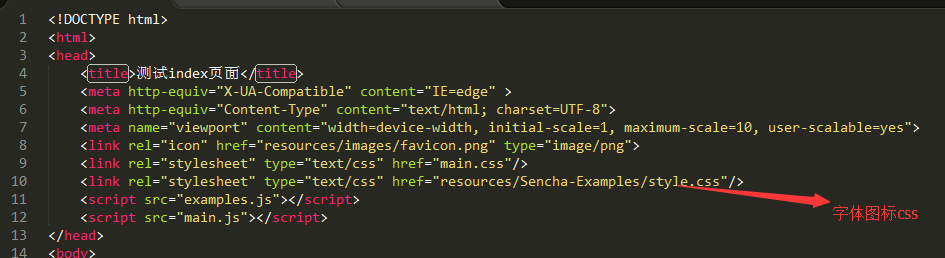 1 <!DOCTYPE html>
2 <html>
3 <head>
4 <title>测试index页面</title>
5 <meta http-equiv="X-UA-Compatible" content="IE=edge" >
6 <meta http-equiv="Content-Type" content="text/html; charset=UTF-8">
7 <meta name="viewport" content="width=device-width, initial-scale=1, maximum-scale=10, user-scalable=yes">
8 <link rel="icon" href="resources/images/favicon.png" type="image/png">
9 <link rel="stylesheet" type="text/css" href="main.css"/>
10 <link rel="stylesheet" type="text/css" href="resources/Sencha-Examples/style.css"/>
11 <script src="examples.js"></script>
12 <script src="main.js"></script>
字体图标css
13 </head>
14 <body>